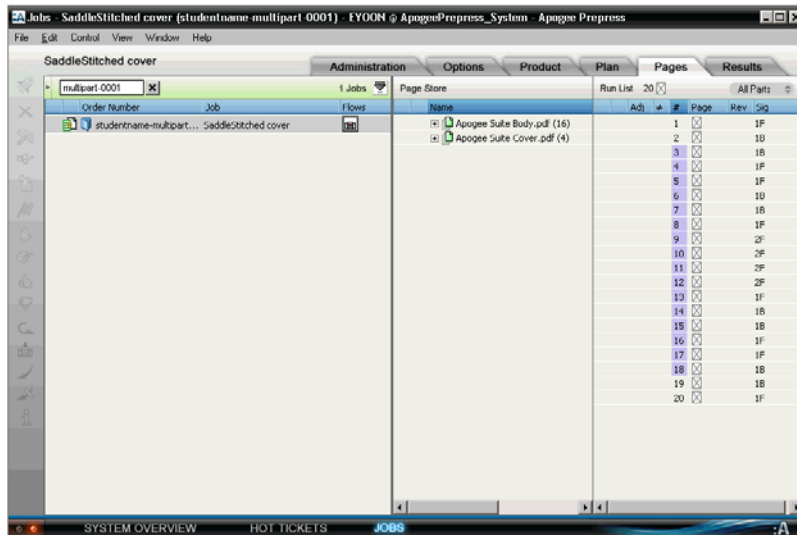 :A Jobs - SaddleStitched cover (studentname-multipart-0001) - EYOON @ ApogeePrepress_System - Apogee Prepress
File Edit Control View Window Help
SaddleStitched cover
Administration Options Product Plan Pages Results
multipart-0001 1 Jobs Page Store Run List 20 All Parts
Order Number Job Flows Name Adj ≠ # Page Rev Sig
studentname-multipart... SaddleStitched cover Apogee Suite Body.pdf (16) 1 1F
Apogee Suite Cover.pdf (4) 2 1B
3 1B
4 1F
5 1F
6 1B
7 1B
8 1F
9 2F
10 2F
11 2F
12 2F
13 1F
14 1B
15 1B
16 1F
17 1F
18 1B
19 1B
20 1F
SYSTEM OVERVIEW HOT TICKETS JOBS :A